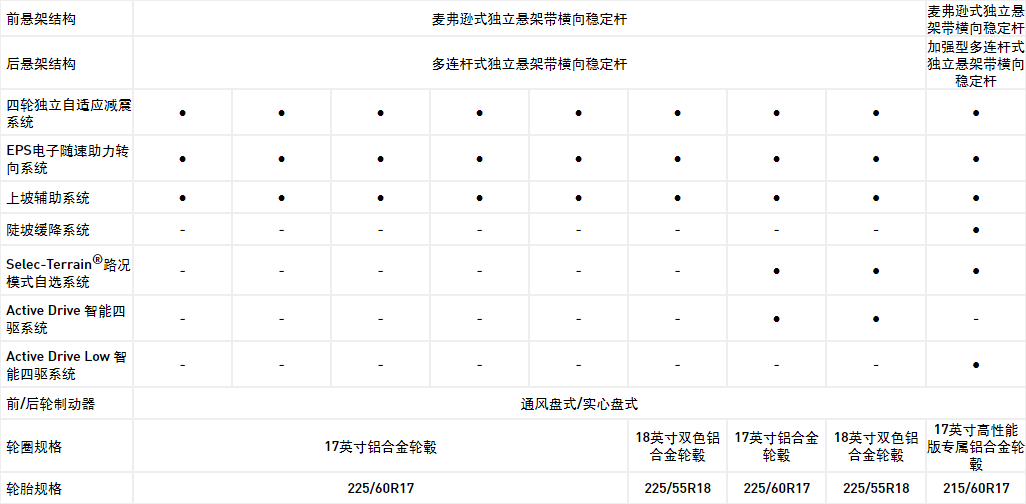 前悬架结构 麦弗逊式独立悬架带横向稳定杆 麦弗逊式独立悬
架带横向稳定杆
后悬架结构 多连杆式独立悬架带横向稳定杆 加强型多连杆式
独立悬架带横向
稳定杆
四轮独立自适应减震
系统 ● ● ● ● ● ● ● ● ●
EPS电子随速助力转
向系统 ● ● ● ● ● ● ● ● ●
上坡辅助系统 ● ● ● ● ● ● ● ● ●
陡坡缓降系统 - - - - - - - - ●
Selec-Terrain®路况
模式自选系统 - - - - - - ● ● ●
Active Drive 智能四
驱系统 - - - - - - ● ● -
Active Drive Low 智
能四驱系统 - - - - - - - - ●
前/后轮制动器 通风盘式/实心盘式
轮圈规格 17英寸铝合金轮毂 18英寸双色铝
合金轮毂 17英寸铝合金
轮毂 18英寸双色铝
合金轮毂 17英寸高性能
版专属铝合金轮
毂
轮胎规格 225/60R17 225/55R18 225/60R17 225/55R18 215/60R17